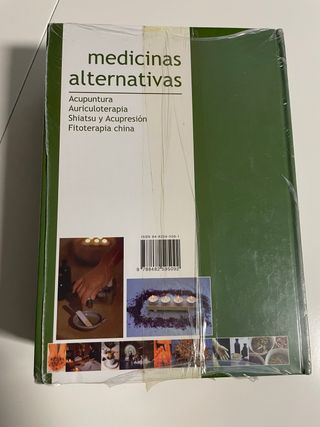 medicinas
alternativas
Acupuntura
Auriculoterapia
Shiatsu y Acupresión
Fitoterapia china